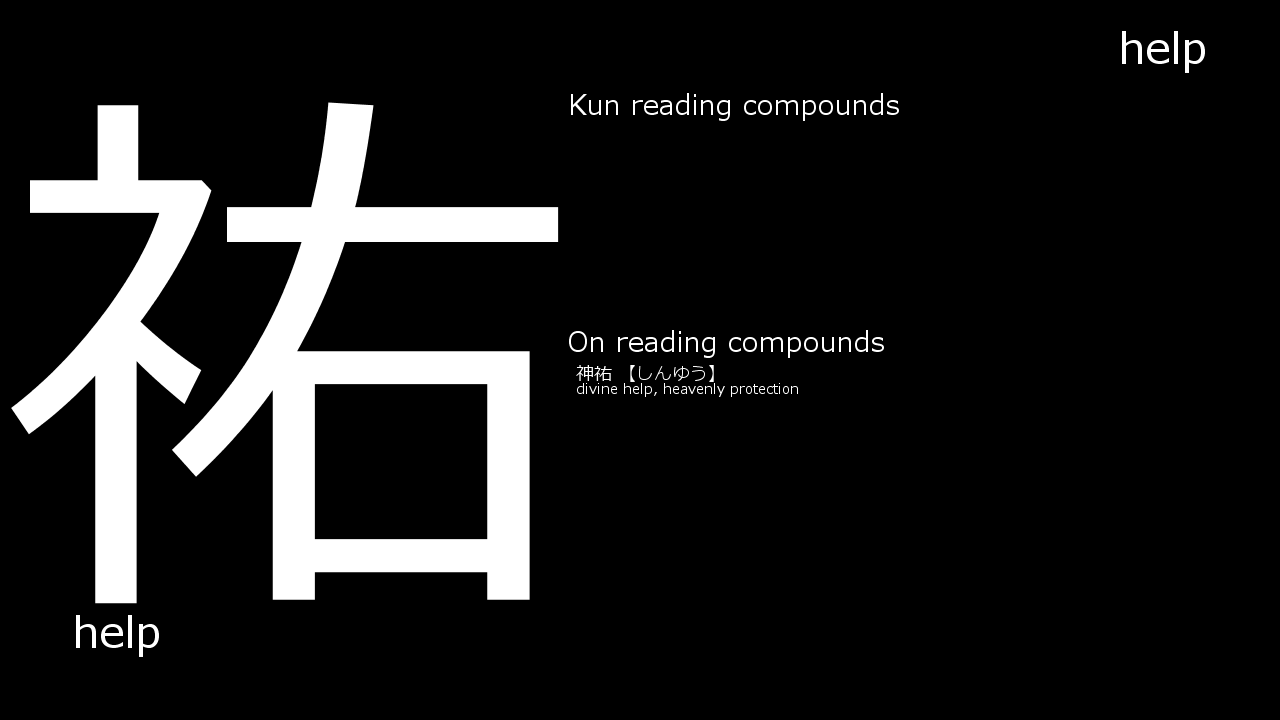 help
祐
Kun reading compounds
On reading compounds
神祐 【しんゆう】
divine help, heavenly protection
help